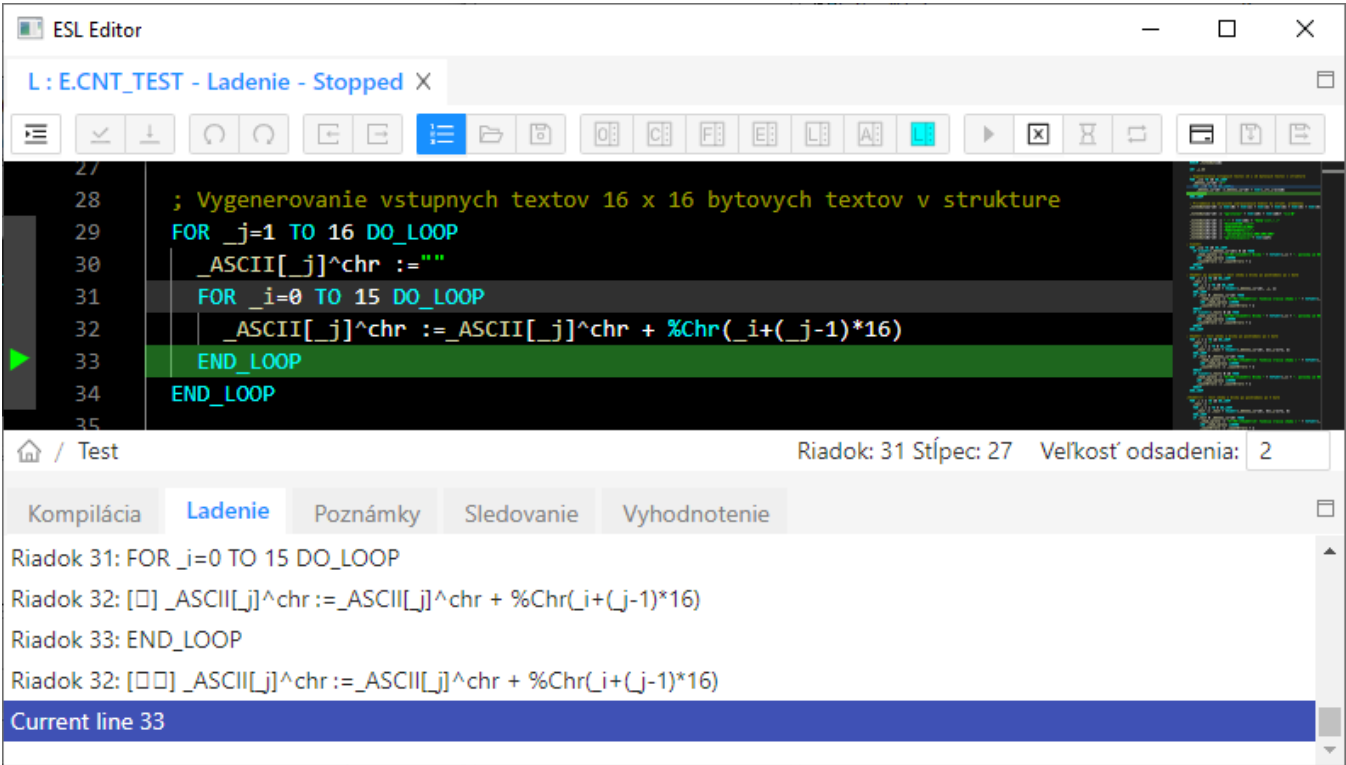 ESL Editor
L : E.CNT_TEST - Ladenie - Stopped
O C F E L A L
27
28 ; Vygenerovanie vstupnych textov 16 x 16 bytovych textov v strukture
29 FOR _j=1 TO 16 DO_LOOP
30 _ASCII[_j]^chr :=""
31 FOR _i=0 TO 15 DO_LOOP
32 _ASCII[_j]^chr :=_ASCII[_j]^chr + %Chr(_i+(_j-1)*16)
33 END_LOOP
34 END_LOOP
35
/ Test Riadok: 31 Stĺpec: 27 Veľkosť odsadenia: 2
Kompilácia Ladenie Poznámky Sledovanie Vyhodnotenie
Riadok 31: FOR _i=0 TO 15 DO_LOOP
Riadok 32: [▯] _ASCII[_j]^chr :=_ASCII[_j]^chr + %Chr(_i+(_j-1)*16)
Riadok 33: END_LOOP
Riadok 32: [▯▯] _ASCII[_j]^chr :=_ASCII[_j]^chr + %Chr(_i+(_j-1)*16)
Current line 33